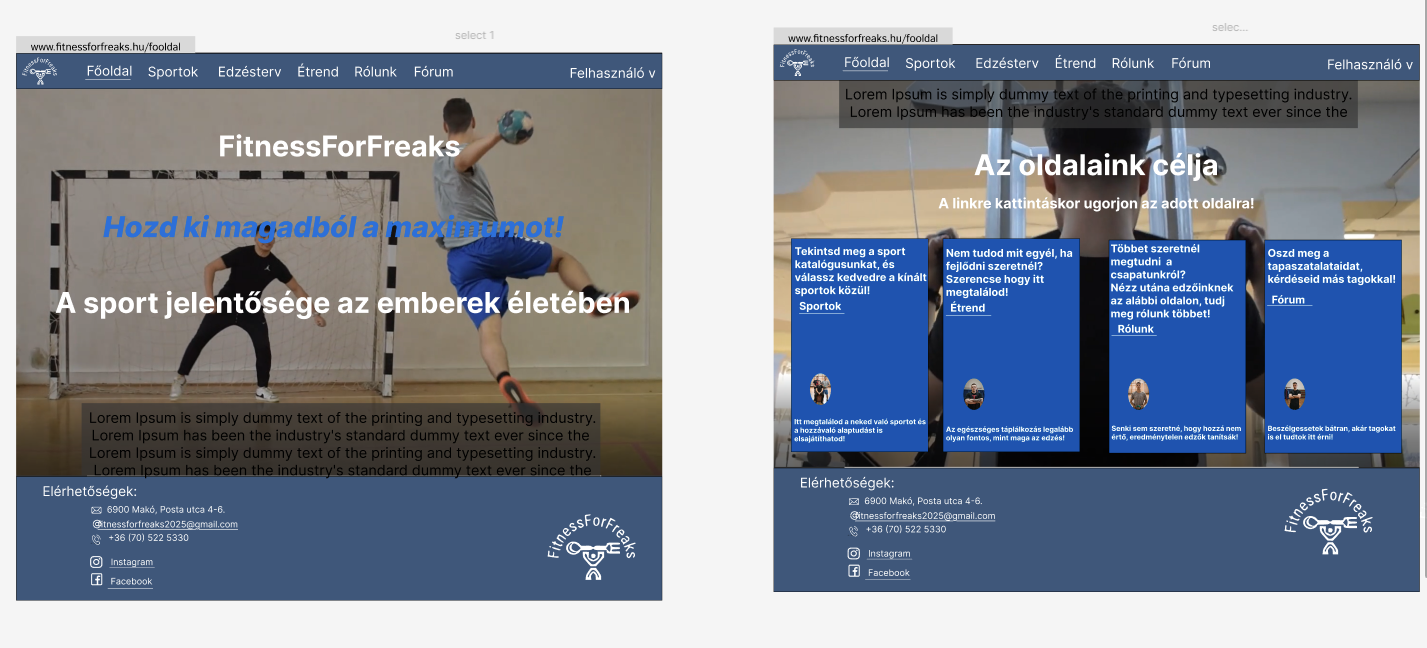 select 1
www.fitnessforfreaks.hu/fooldal
FitnessForFreaks
Főoldal Sportok Edzésterv Étrend Rólunk Fórum Felhasználó v
FitnessForFreaks
Hozd ki magadból a maximumot!
A sport jelentősége az emberek életében
Lorem Ipsum is simply dummy text of the printing and typesetting industry.
Lorem Ipsum has been the industry's standard dummy text ever since the
Lorem Ipsum is simply dummy text of the printing and typesetting industry.
Lorem Ipsum has been the industry's standard dummy text ever since the
Elérhetőségek:
6900 Makó, Posta utca 4-6.
fitnessforfreaks2025@gmail.com
+36 (70) 522 5330
Instagram
Facebook
FitnessForFreaks
selec...
www.fitnessforfreaks.hu/fooldal
FitnessForFreaks
Főoldal Sportok Edzésterv Étrend Rólunk Fórum Felhasználó v
Lorem Ipsum is simply dummy text of the printing and typesetting industry.
Lorem Ipsum has been the industry's standard dummy text ever since the
Az oldalaink célja
A linkre kattintáskor ugorjon az adott oldalra!
Tekintsd meg a sport
katalógusunkat, és
válassz kedvedre a kínált
sportok közül!
Sportok
Itt megtalálod a neked való sportot és
a hozzávaló alaptudást is
elsajátíthatod!
Nem tudod mit egyél, ha
fejlődni szeretnél?
Szerencse hogy itt
megtalálod!
Étrend
Az egészséges táplálkozás legalább
olyan fontos, mint maga az edzés!
Többet szeretnél
megtudni a
csapatunkról?
Nézz utána edzőinknek
az alábbi oldalon, tudj
meg rólunk többet!
Rólunk
Senki sem szeretné, hogy hozzá nem
értő, eredménytelen edzők tanítsák!
Oszd meg a
tapaszatalataidat,
kérdéseid más tagokkal!
Fórum
Beszélgessetek bátran, akár tagokat
is el tudtok itt érni!
Elérhetőségek:
6900 Makó, Posta utca 4-6.
fitnessforfreaks2025@gmail.com
+36 (70) 522 5330
Instagram
Facebook
FitnessForFreaks